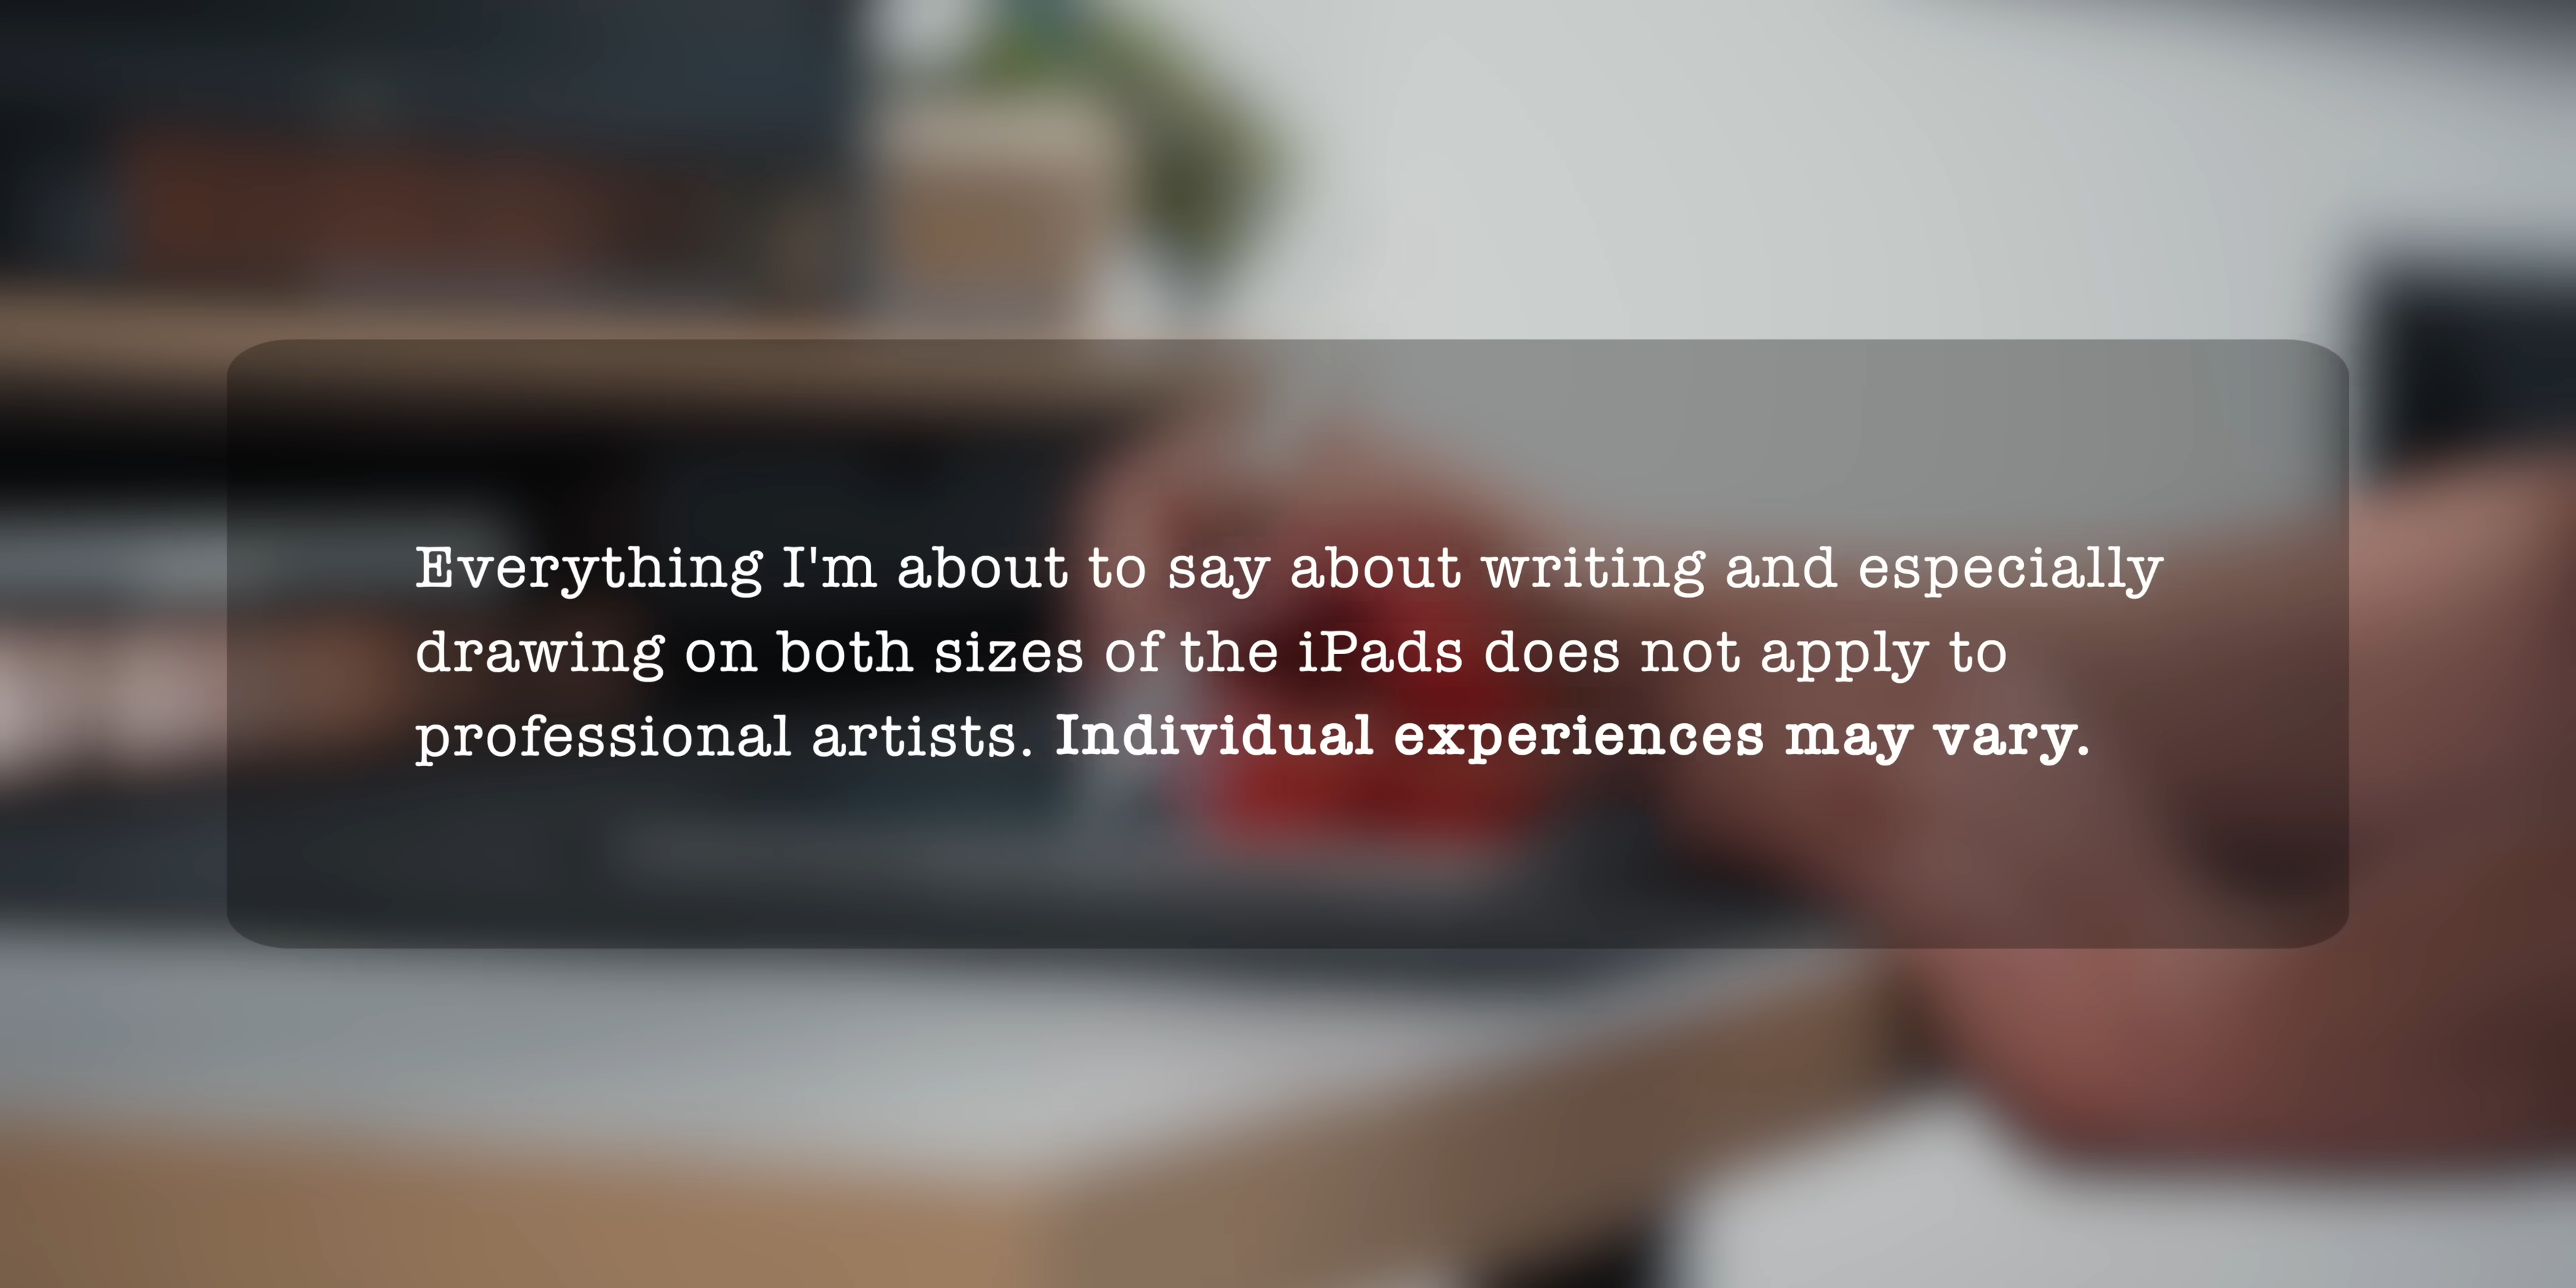 Everything I'm about to say about writing and especially
drawing on both sizes of the iPads does not apply to
professional artists. Individual experiences may vary.